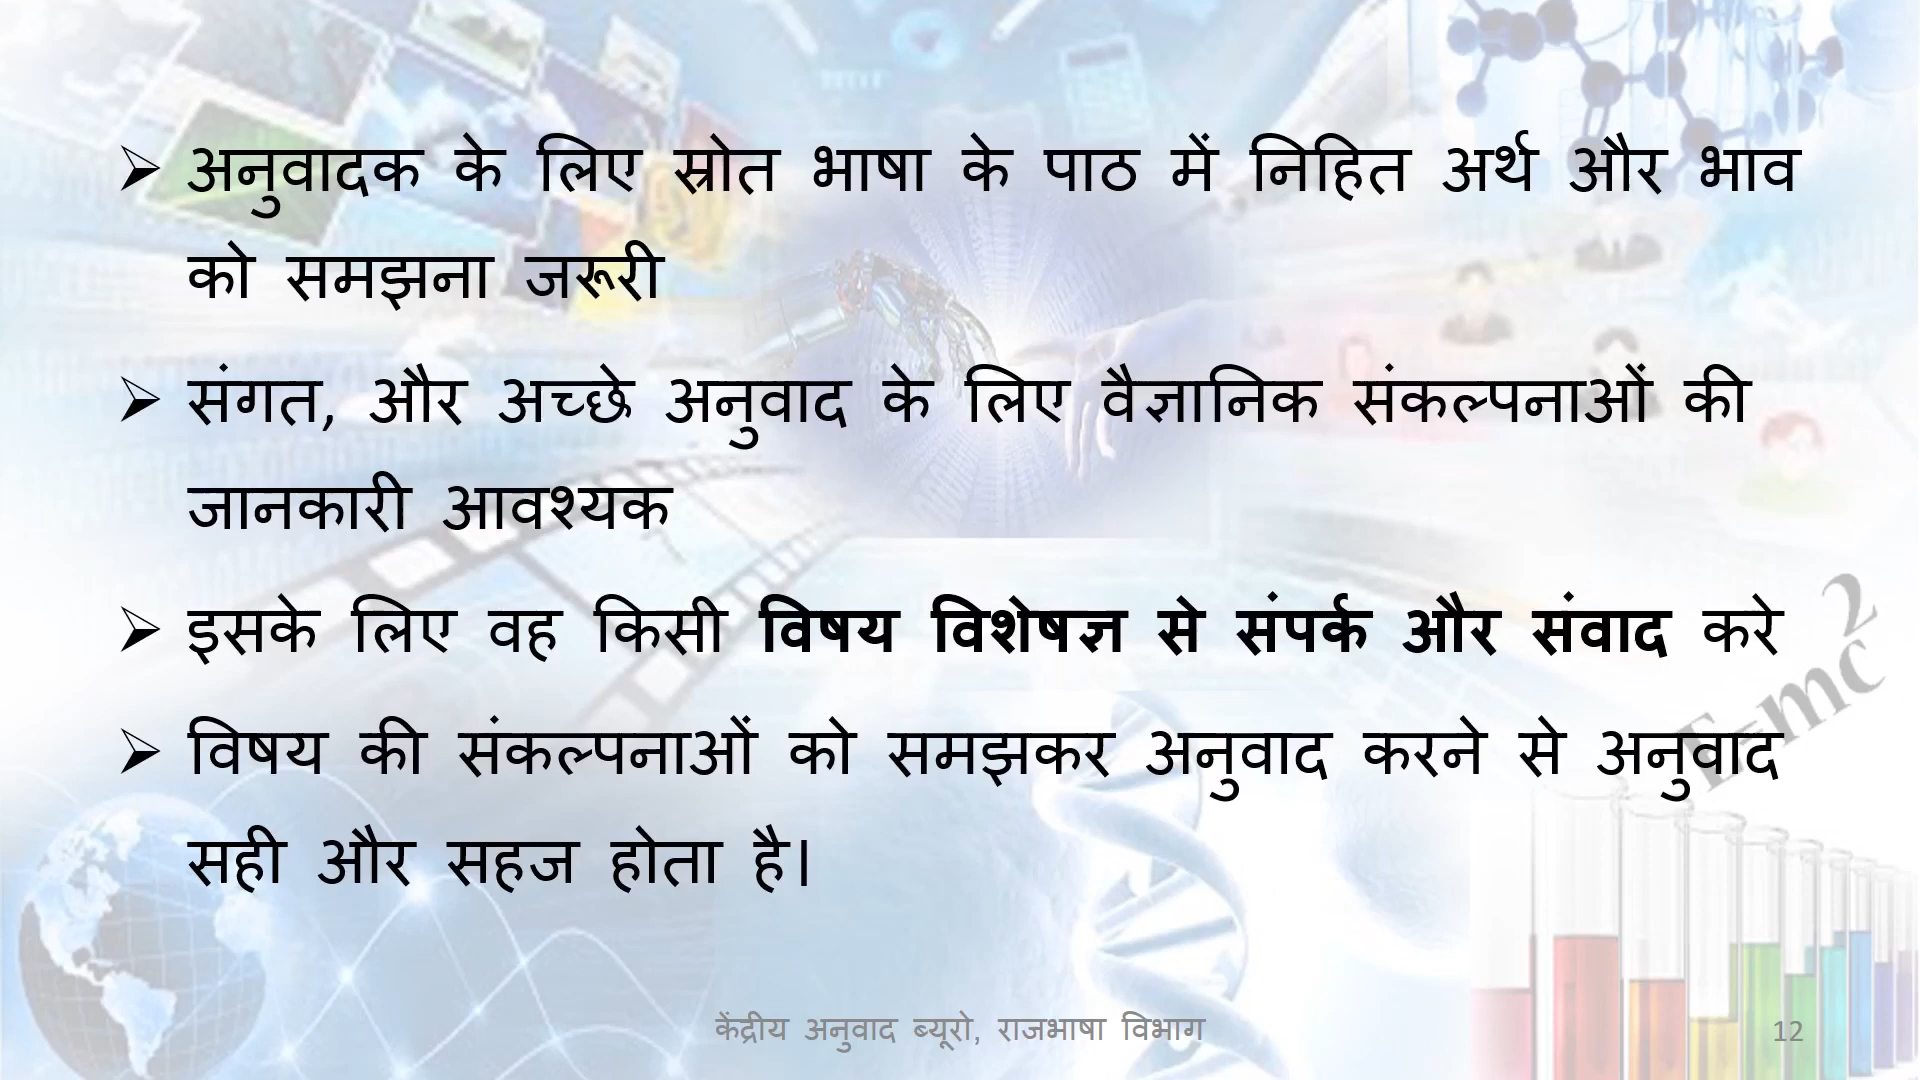 ➢ अनुवादक के लिए स्रोत भाषा के पाठ में निहित अर्थ और भाव
को समझना जरूरी
➢ संगत, और अच्छे अनुवाद के लिए वैज्ञानिक संकल्पनाओं की
जानकारी आवश्यक
➢ इसके लिए वह किसी विषय विशेषज्ञ से संपर्क और संवाद करे
➢ विषय की संकल्पनाओं को समझकर अनुवाद करने से अनुवाद
सही और सहज होता है।
E=mc²
केंद्रीय अनुवाद ब्यूरो, राजभाषा विभाग
12